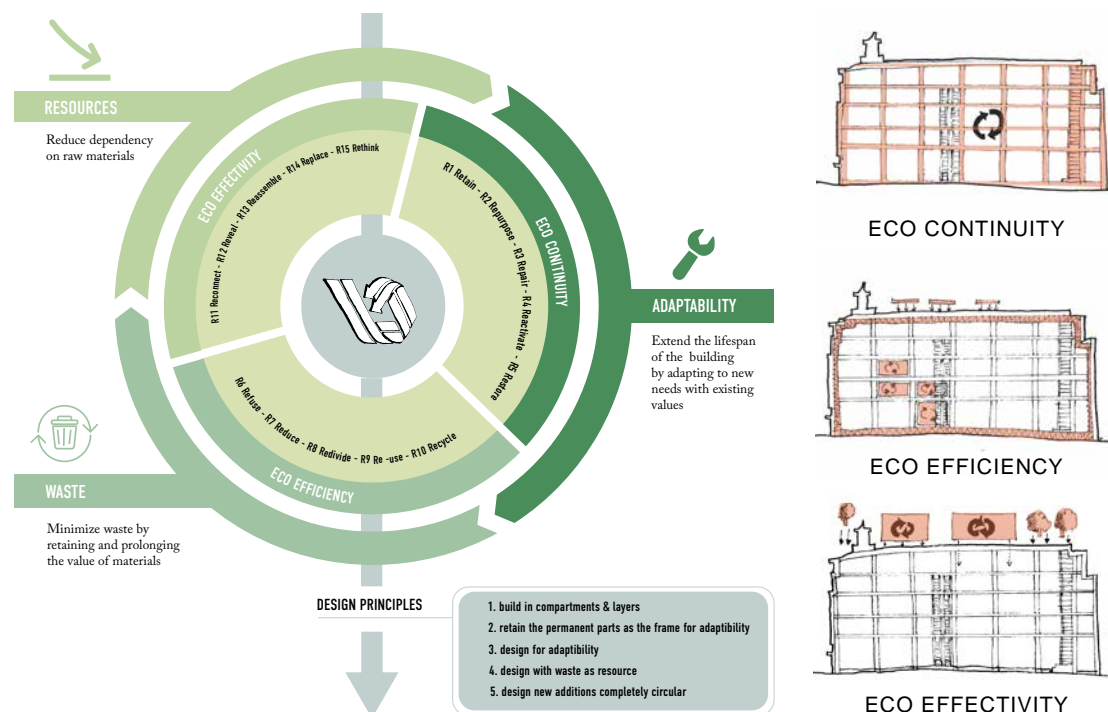 RESOURCES
Reduce dependency
on raw materials
ECO EFFECTIVITY
R11 Reconnect - R12 Reveal - R13 Reassemble - R14 Replace - R15 Rethink
ECO CONITINUITY
R1 Retain - R2 Repurpose - R3 Repair - R4 Reactivate - R5 Restore
ADAPTABILITY
Extend the lifespan
of the building
by adapting to new
needs with existing
values
R6 Refuse - R7 Reduce - R8 Redivide - R9 Re -use - R10 Recycle
ECO EFFICIENCY
WASTE
Minimize waste by
retaining and prolonging
the value of materials
DESIGN PRINCIPLES
1. build in compartments & layers
2. retain the permanent parts as the frame for adaptibility
3. design for adaptibility
4. design with waste as resource
5. design new additions completely circular
ECO CONTINUITY
ECO EFFICIENCY
ECO EFFECTIVITY